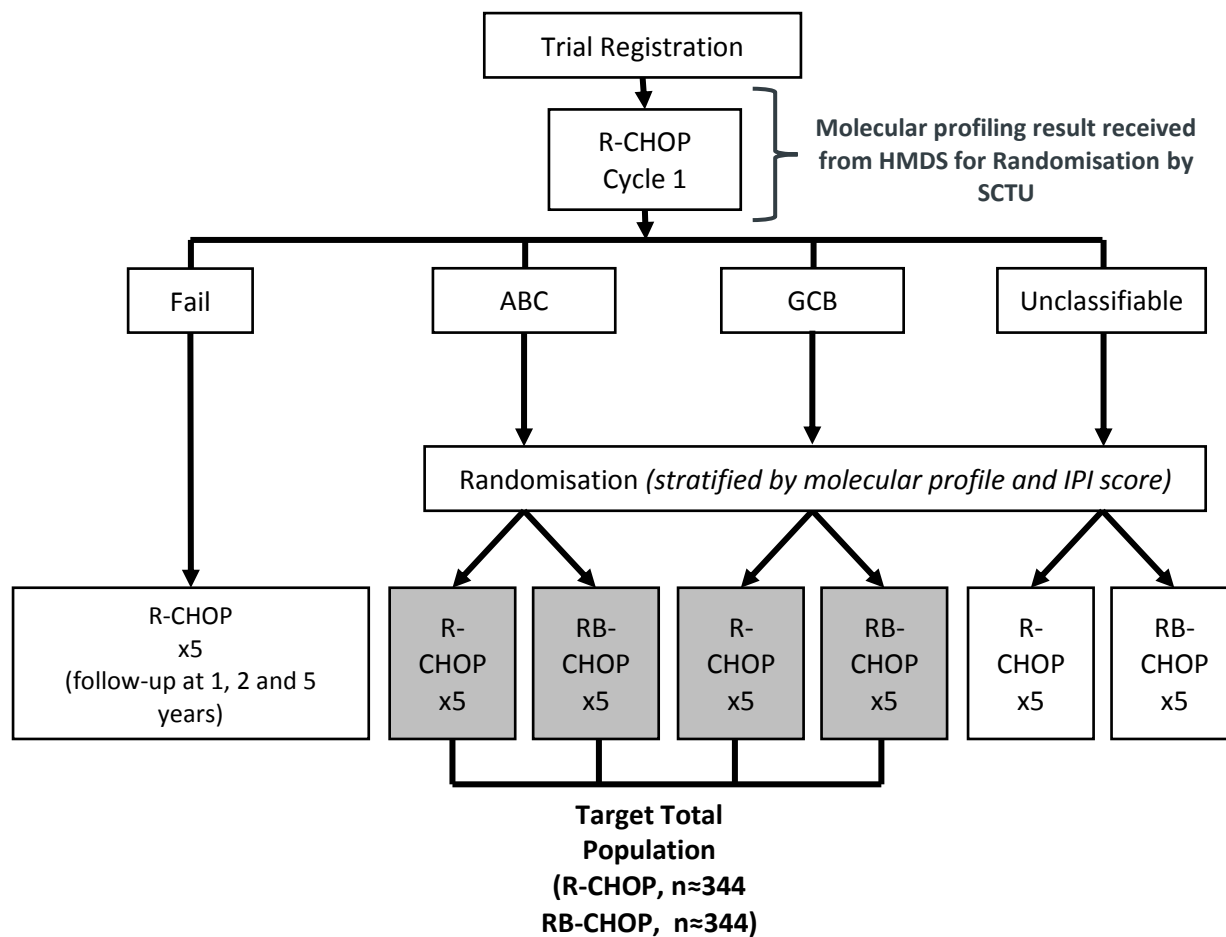 Trial Registration
R-CHOP
Cycle 1
Molecular profiling result received
from HMDS for Randomisation by
SCTU
Fail
ABC
GCB
Unclassifiable
Randomisation (stratified by molecular profile and IPI score)
R-CHOP
x5
(follow-up at 1, 2 and 5
years)
R-
CHOP
x5
RB-
CHOP
x5
R-
CHOP
x5
RB-
CHOP
x5
R-
CHOP
x5
RB-
CHOP
x5
Target Total
Population
(R-CHOP, n≈344
RB-CHOP, n≈344)